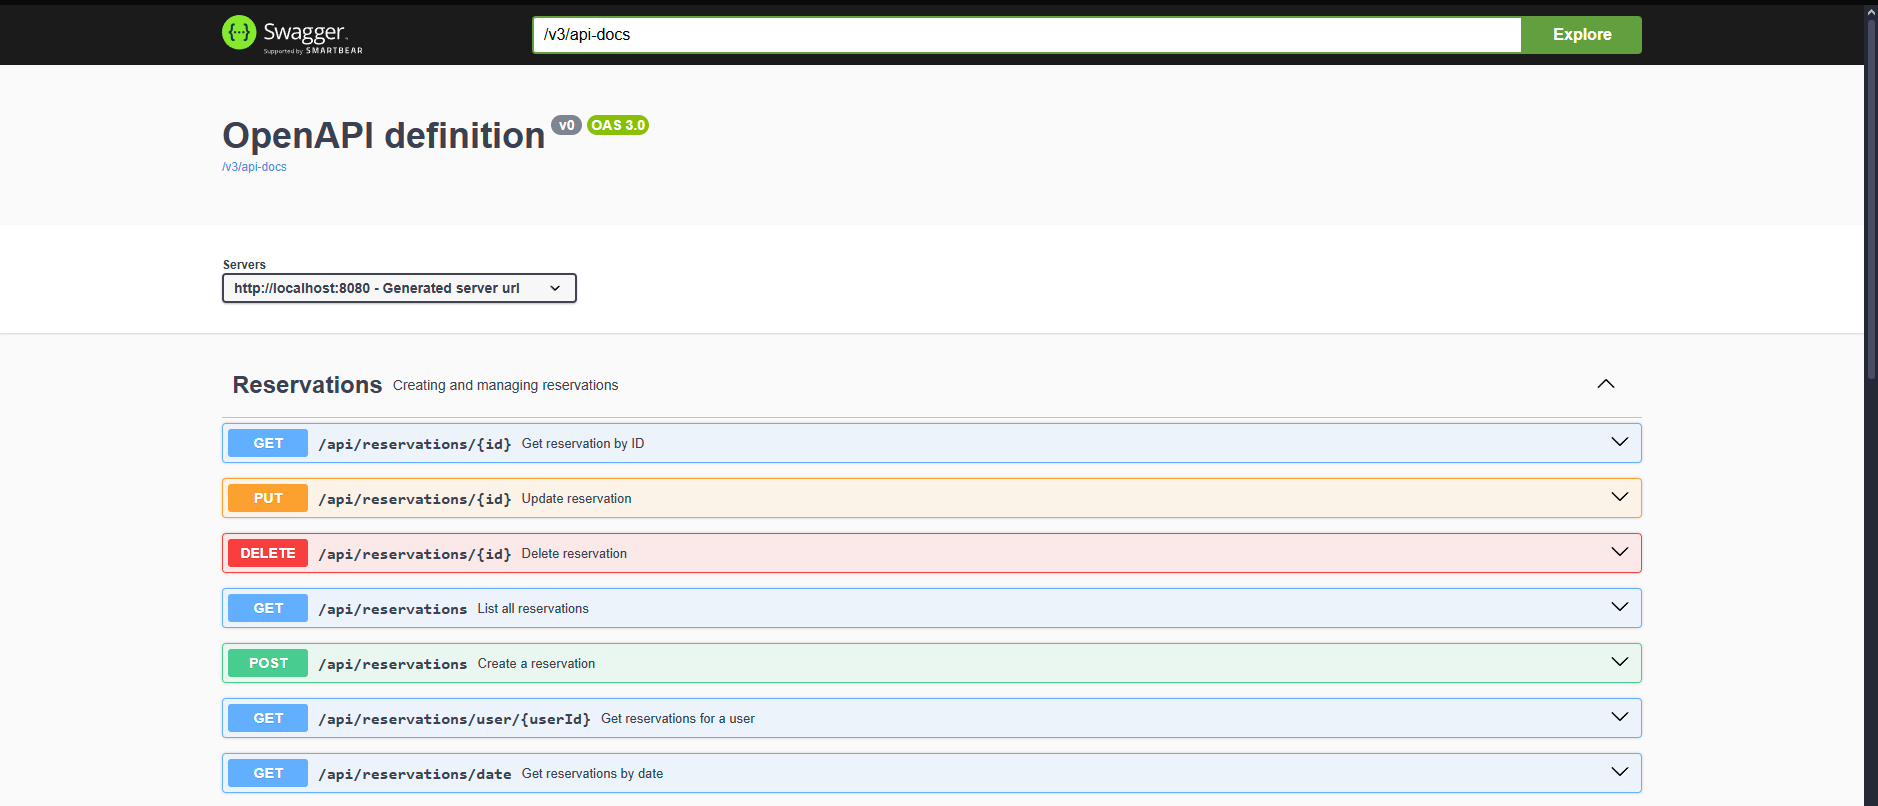 Swagger.
Supported by SMARTBEAR
/v3/api-docs
Explore
OpenAPI definition v0 OAS 3.0
/v3/api-docs
Servers
http://localhost:8080 - Generated server url
Reservations Creating and managing reservations
GET /api/reservations/{id} Get reservation by ID
PUT /api/reservations/{id} Update reservation
DELETE /api/reservations/{id} Delete reservation
GET /api/reservations List all reservations
POST /api/reservations Create a reservation
GET /api/reservations/user/{userId} Get reservations for a user
GET /api/reservations/date Get reservations by date